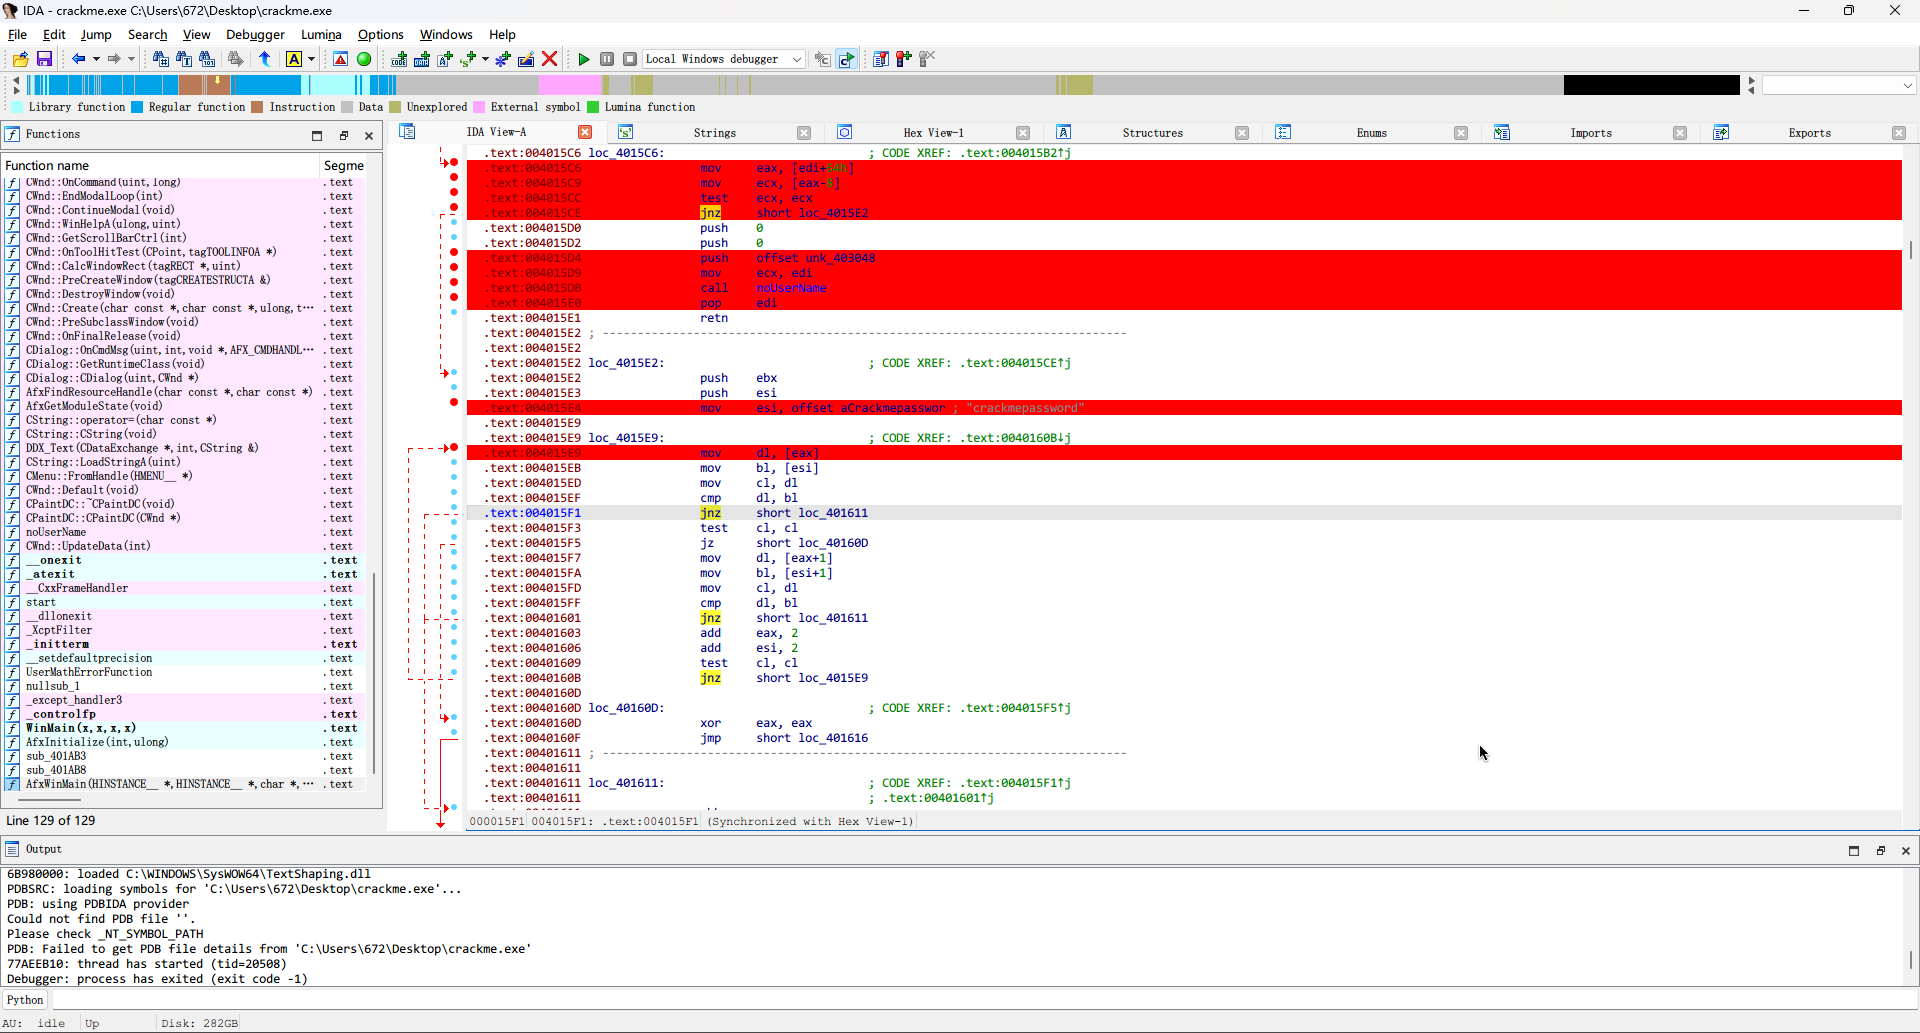 IDA - crackme.exe C:\Users\672\Desktop\crackme.exe
File Edit Jump Search View Debugger Lumina Options Windows Help
Local Windows debugger
Library function Regular function Instruction Data Unexplored External symbol Lumina function
Functions
Function name Segme
CWnd::OnCommand(uint,long) .text
CWnd::EndModalLoop(int) .text
CWnd::ContinueModal(void) .text
CWnd::WinHelpA(ulong,uint) .text
CWnd::GetScrollBarCtrl(int) .text
CWnd::OnToolHitTest(CPoint,tagTOOLINFOA *) .text
CWnd::CalcWindowRect(tagRECT *,uint) .text
CWnd::PreCreateWindow(tagCREATESTRUCTA &) .text
CWnd::DestroyWindow(void) .text
CWnd::Create(char const *,char const *,ulong,t… .text
CWnd::PreSubclassWindow(void) .text
CWnd::OnFinalRelease(void) .text
CDialog::OnCmdMsg(uint,int,void *,AFX_CMDHANDL… .text
CDialog::GetRuntimeClass(void) .text
CDialog::CDialog(uint,CWnd *) .text
AfxFindResourceHandle(char const *,char const *) .text
AfxGetModuleState(void) .text
CString::operator=(char const *) .text
CString::CString(void) .text
DDX_Text(CDataExchange *,int,CString &) .text
CString::LoadStringA(uint) .text
CMenu::FromHandle(HMENU__ *) .text
CWnd::Default(void) .text
CPaintDC::~CPaintDC(void) .text
CPaintDC::CPaintDC(CWnd *) .text
noUserName .text
CWnd::UpdateData(int) .text
__onexit .text
_atexit .text
__CxxFrameHandler .text
start .text
__dllonexit .text
_XcptFilter .text
_initterm .text
__setdefaultprecision .text
UserMathErrorFunction .text
nullsub_1 .text
_except_handler3 .text
_controlfp .text
WinMain(x,x,x,x) .text
AfxInitialize(int,ulong) .text
sub_401AB3 .text
sub_401AB8 .text
AfxWinMain(HINSTANCE__ *,HINSTANCE__ *,char *,… .text
Line 129 of 129
IDA View-A Strings Hex View-1 Structures Enums Imports Exports
.text:004015C6 loc_4015C6: ; CODE XREF: .text:004015B2↑j
.text:004015C6 mov eax, [edi+64h]
.text:004015C9 mov ecx, [eax-8]
.text:004015CC test ecx, ecx
.text:004015CE jnz short loc_4015E2
.text:004015D0 push 0
.text:004015D2 push 0
.text:004015D4 push offset unk_403048
.text:004015D9 mov ecx, edi
.text:004015DB call noUserName
.text:004015E0 pop edi
.text:004015E1 retn
.text:004015E2 ; ---------------------------------------------------------------------------
.text:004015E2
.text:004015E2 loc_4015E2: ; CODE XREF: .text:004015CE↑j
.text:004015E2 push ebx
.text:004015E3 push esi
.text:004015E4 mov esi, offset aCrackmepasswor ; "crackmepassword"
.text:004015E9
.text:004015E9 loc_4015E9: ; CODE XREF: .text:0040160B↓j
.text:004015E9 mov dl, [eax]
.text:004015EB mov bl, [esi]
.text:004015ED mov cl, dl
.text:004015EF cmp dl, bl
.text:004015F1 jnz short loc_401611
.text:004015F3 test cl, cl
.text:004015F5 jz short loc_40160D
.text:004015F7 mov dl, [eax+1]
.text:004015FA mov bl, [esi+1]
.text:004015FD mov cl, dl
.text:004015FF cmp dl, bl
.text:00401601 jnz short loc_401611
.text:00401603 add eax, 2
.text:00401606 add esi, 2
.text:00401609 test cl, cl
.text:0040160B jnz short loc_4015E9
.text:0040160D
.text:0040160D loc_40160D: ; CODE XREF: .text:004015F5↑j
.text:0040160D xor eax, eax
.text:0040160F jmp short loc_401616
.text:00401611 ; ---------------------------------------------------------------------------
.text:00401611
.text:00401611 loc_401611: ; CODE XREF: .text:004015F1↑j
.text:00401611 ; .text:00401601↑j
000015F1 004015F1: .text:004015F1 (Synchronized with Hex View-1)
Output
6B980000: loaded C:\WINDOWS\SysWOW64\TextShaping.dll
PDBSRC: loading symbols for 'C:\Users\672\Desktop\crackme.exe'...
PDB: using PDBIDA provider
Could not find PDB file ''.
Please check _NT_SYMBOL_PATH
PDB: Failed to get PDB file details from 'C:\Users\672\Desktop\crackme.exe'
77AEEB10: thread has started (tid=20508)
Debugger: process has exited (exit code -1)
Python
AU: idle Up Disk: 282GB